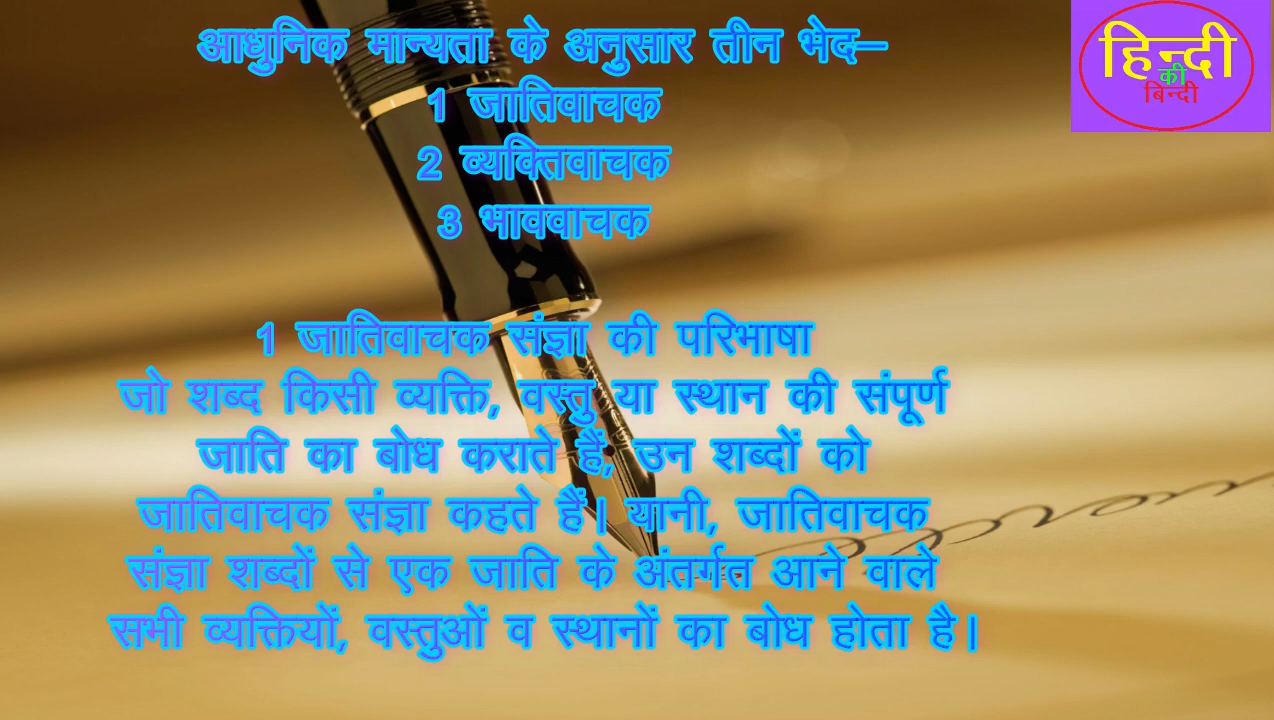 आधुनिक मान्यता के अनुसार तीन भेद–
1 जातिवाचक
2 व्यक्तिवाचक
3 भाववाचक
1 जातिवाचक संज्ञा की परिभाषा
जो शब्द किसी व्यक्ति, वस्तु या स्थान की संपूर्ण
जाति का बोध कराते हैं, उन शब्दों को
जातिवाचक संज्ञा कहते हैं। यानी, जातिवाचक
संज्ञा शब्दों से एक जाति के अंतर्गत आने वाले
सभी व्यक्तियों, वस्तुओं व स्थानों का बोध होता है।
हिन्दी
की
बिन्दी